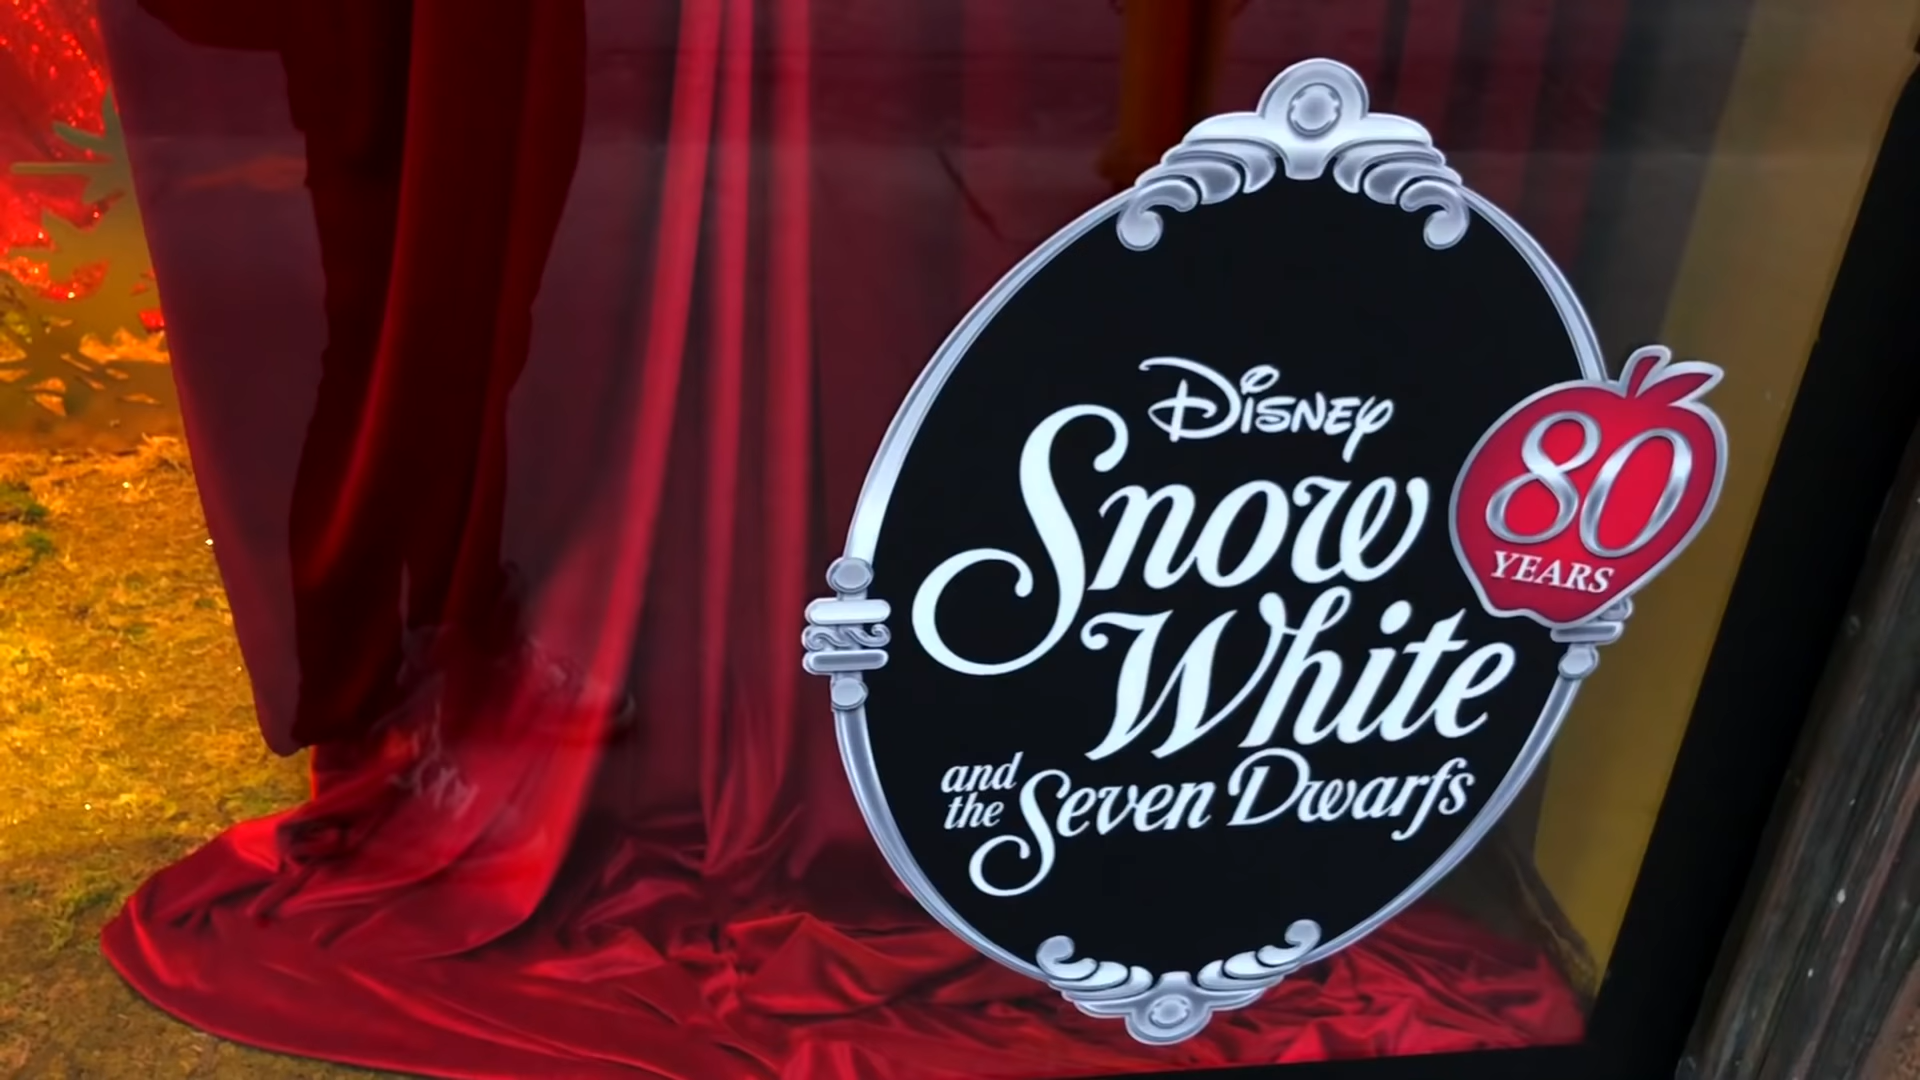 Disney
Snow
White
and
the Seven Dwarfs
80
YEARS